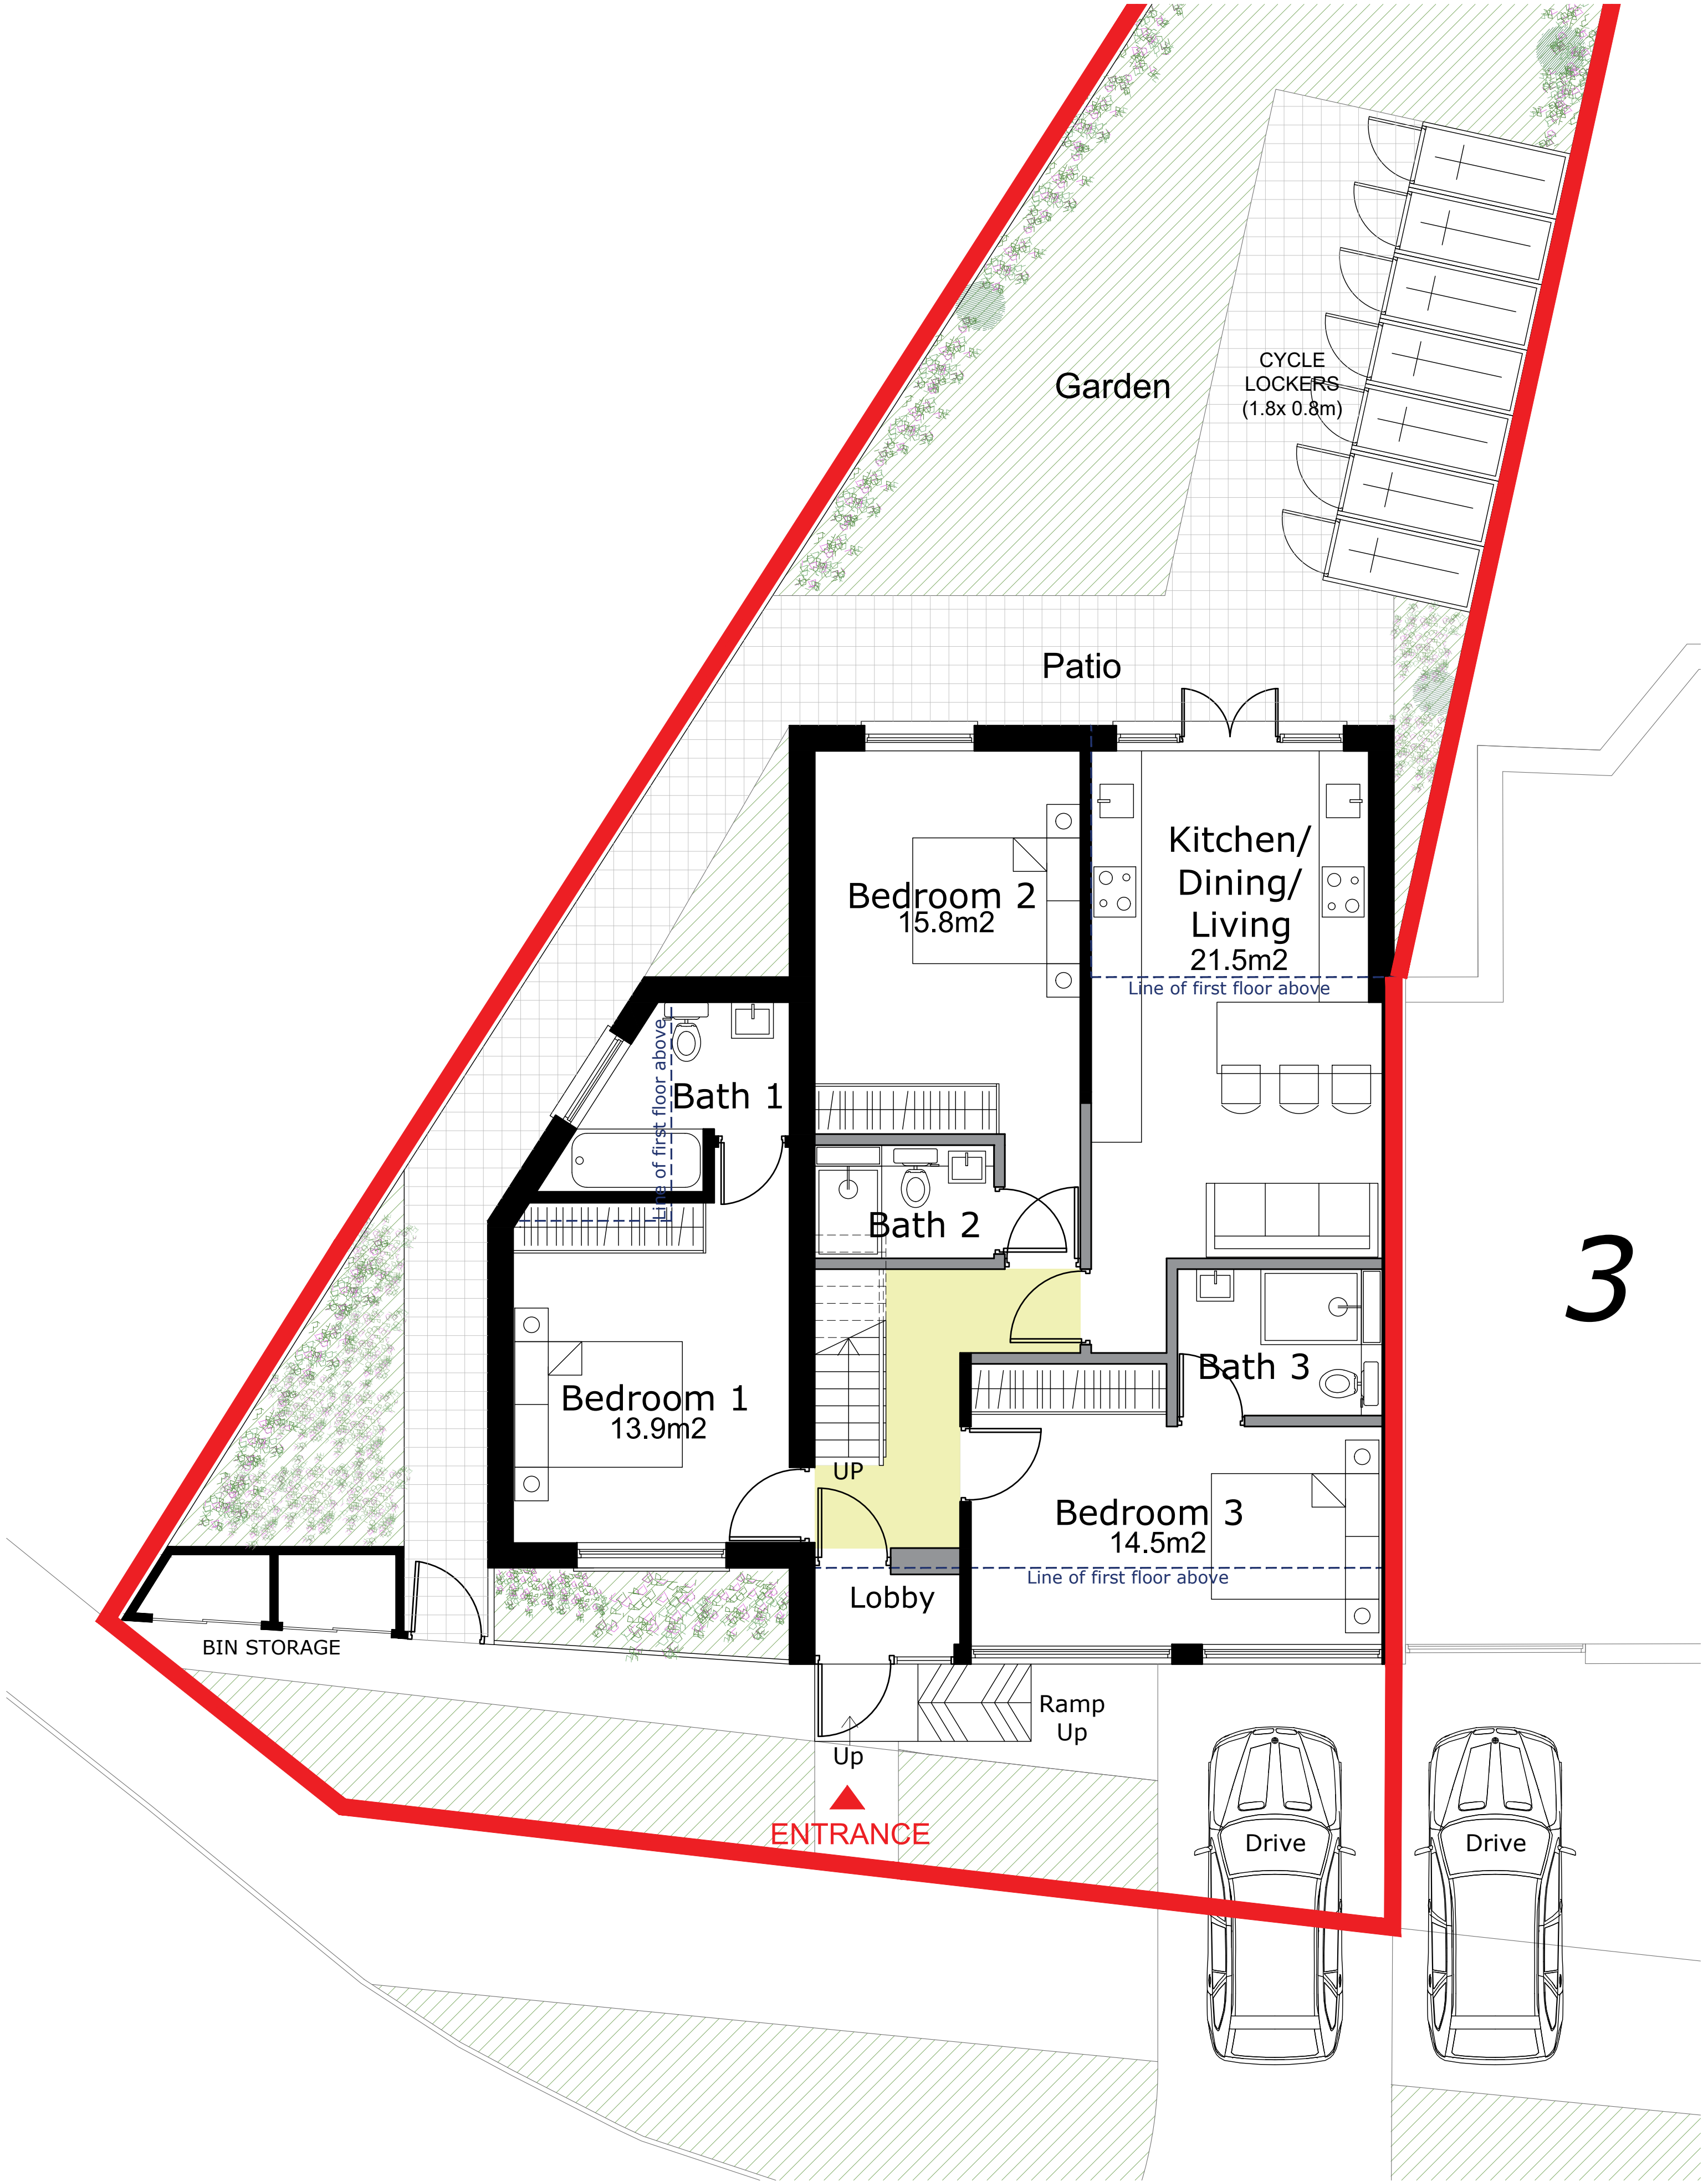 CYCLE
LOCKERS
(1.8x 0.8m)
Garden
Patio
Kitchen/
Dining/
Living
21.5m2
Line of first floor above
Bedroom 2
15.8m2
Line of first floor above
Bath 1
Bath 2
3
Bath 3
Bedroom 1
13.9m2
UP
Bedroom 3
14.5m2
Line of first floor above
Lobby
BIN STORAGE
Ramp
Up
Up
ENTRANCE
Drive
Drive